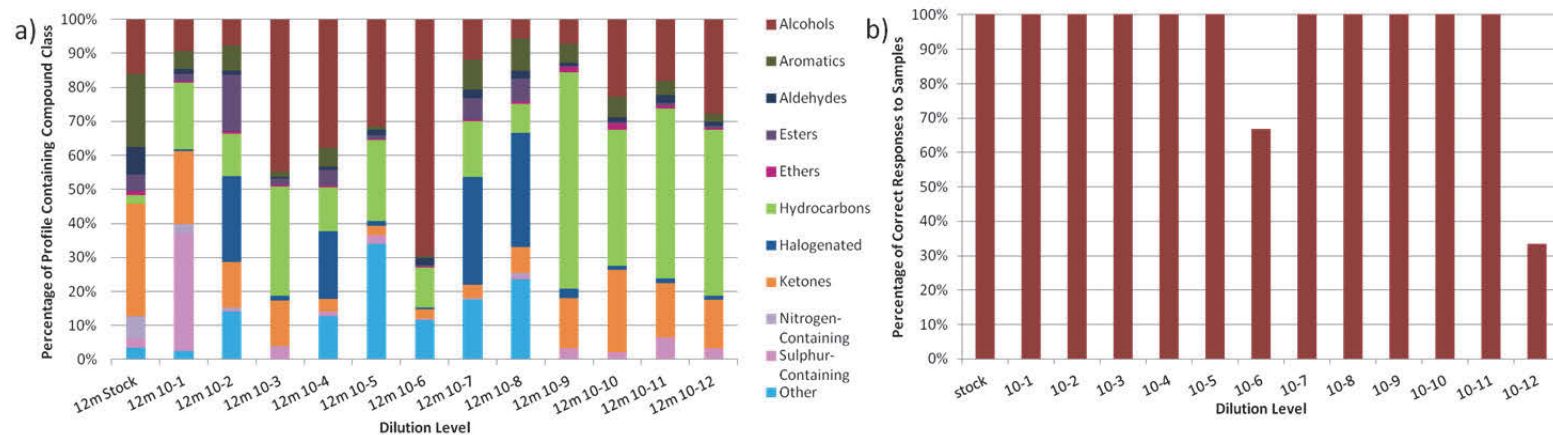 a)
Percentage of Profile Containing Compound Class
100%
90%
80%
70%
60%
50%
40%
30%
20%
10%
0%
12m Stock
12m 10-1
12m 10-2
12m 10-3
12m 10-4
12m 10-5
12m 10-6
12m 10-7
12m 10-8
12m 10-9
12m 10-10
12m 10-11
12m 10-12
Dilution Level
Alcohols
Aromatics
Aldehydes
Esters
Ethers
Hydrocarbons
Halogenated
Ketones
Nitrogen-
Containing
Sulphur-
Containing
Other
b)
Percentage of Correct Responses to Samples
100%
90%
80%
70%
60%
50%
40%
30%
20%
10%
0%
stock
10-1
10-2
10-3
10-4
10-5
10-6
10-7
10-8
10-9
10-10
10-11
10-12
Dilution Level